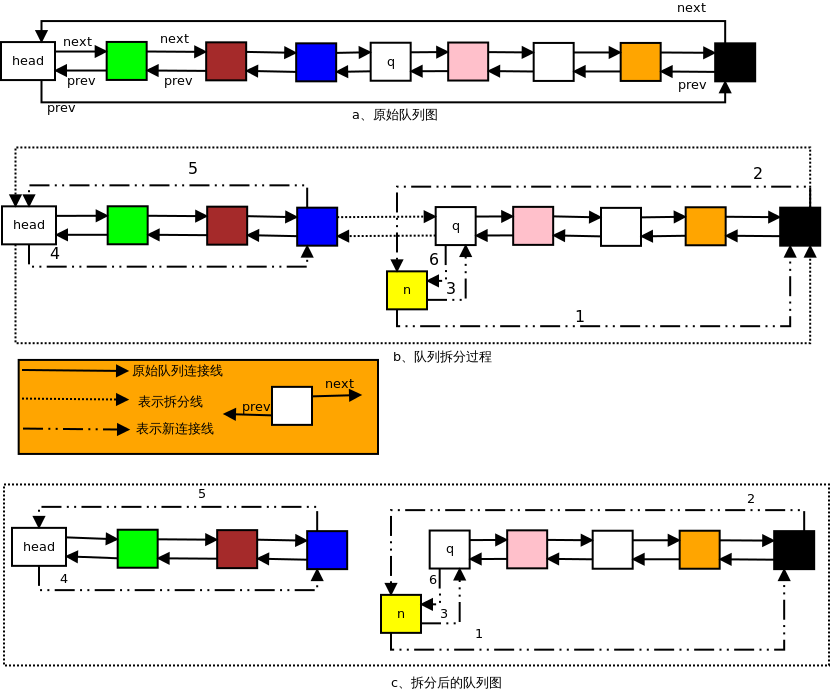 next
next
next
head
q
prev
prev
prev
prev
a、原始队列图
5
2
head
q
4
6
3
n
1
b、队列拆分过程
原始队列连接线
next
表示拆分线
prev
表示新连接线
5
2
head
q
4
6
3
n
1
c、拆分后的队列图